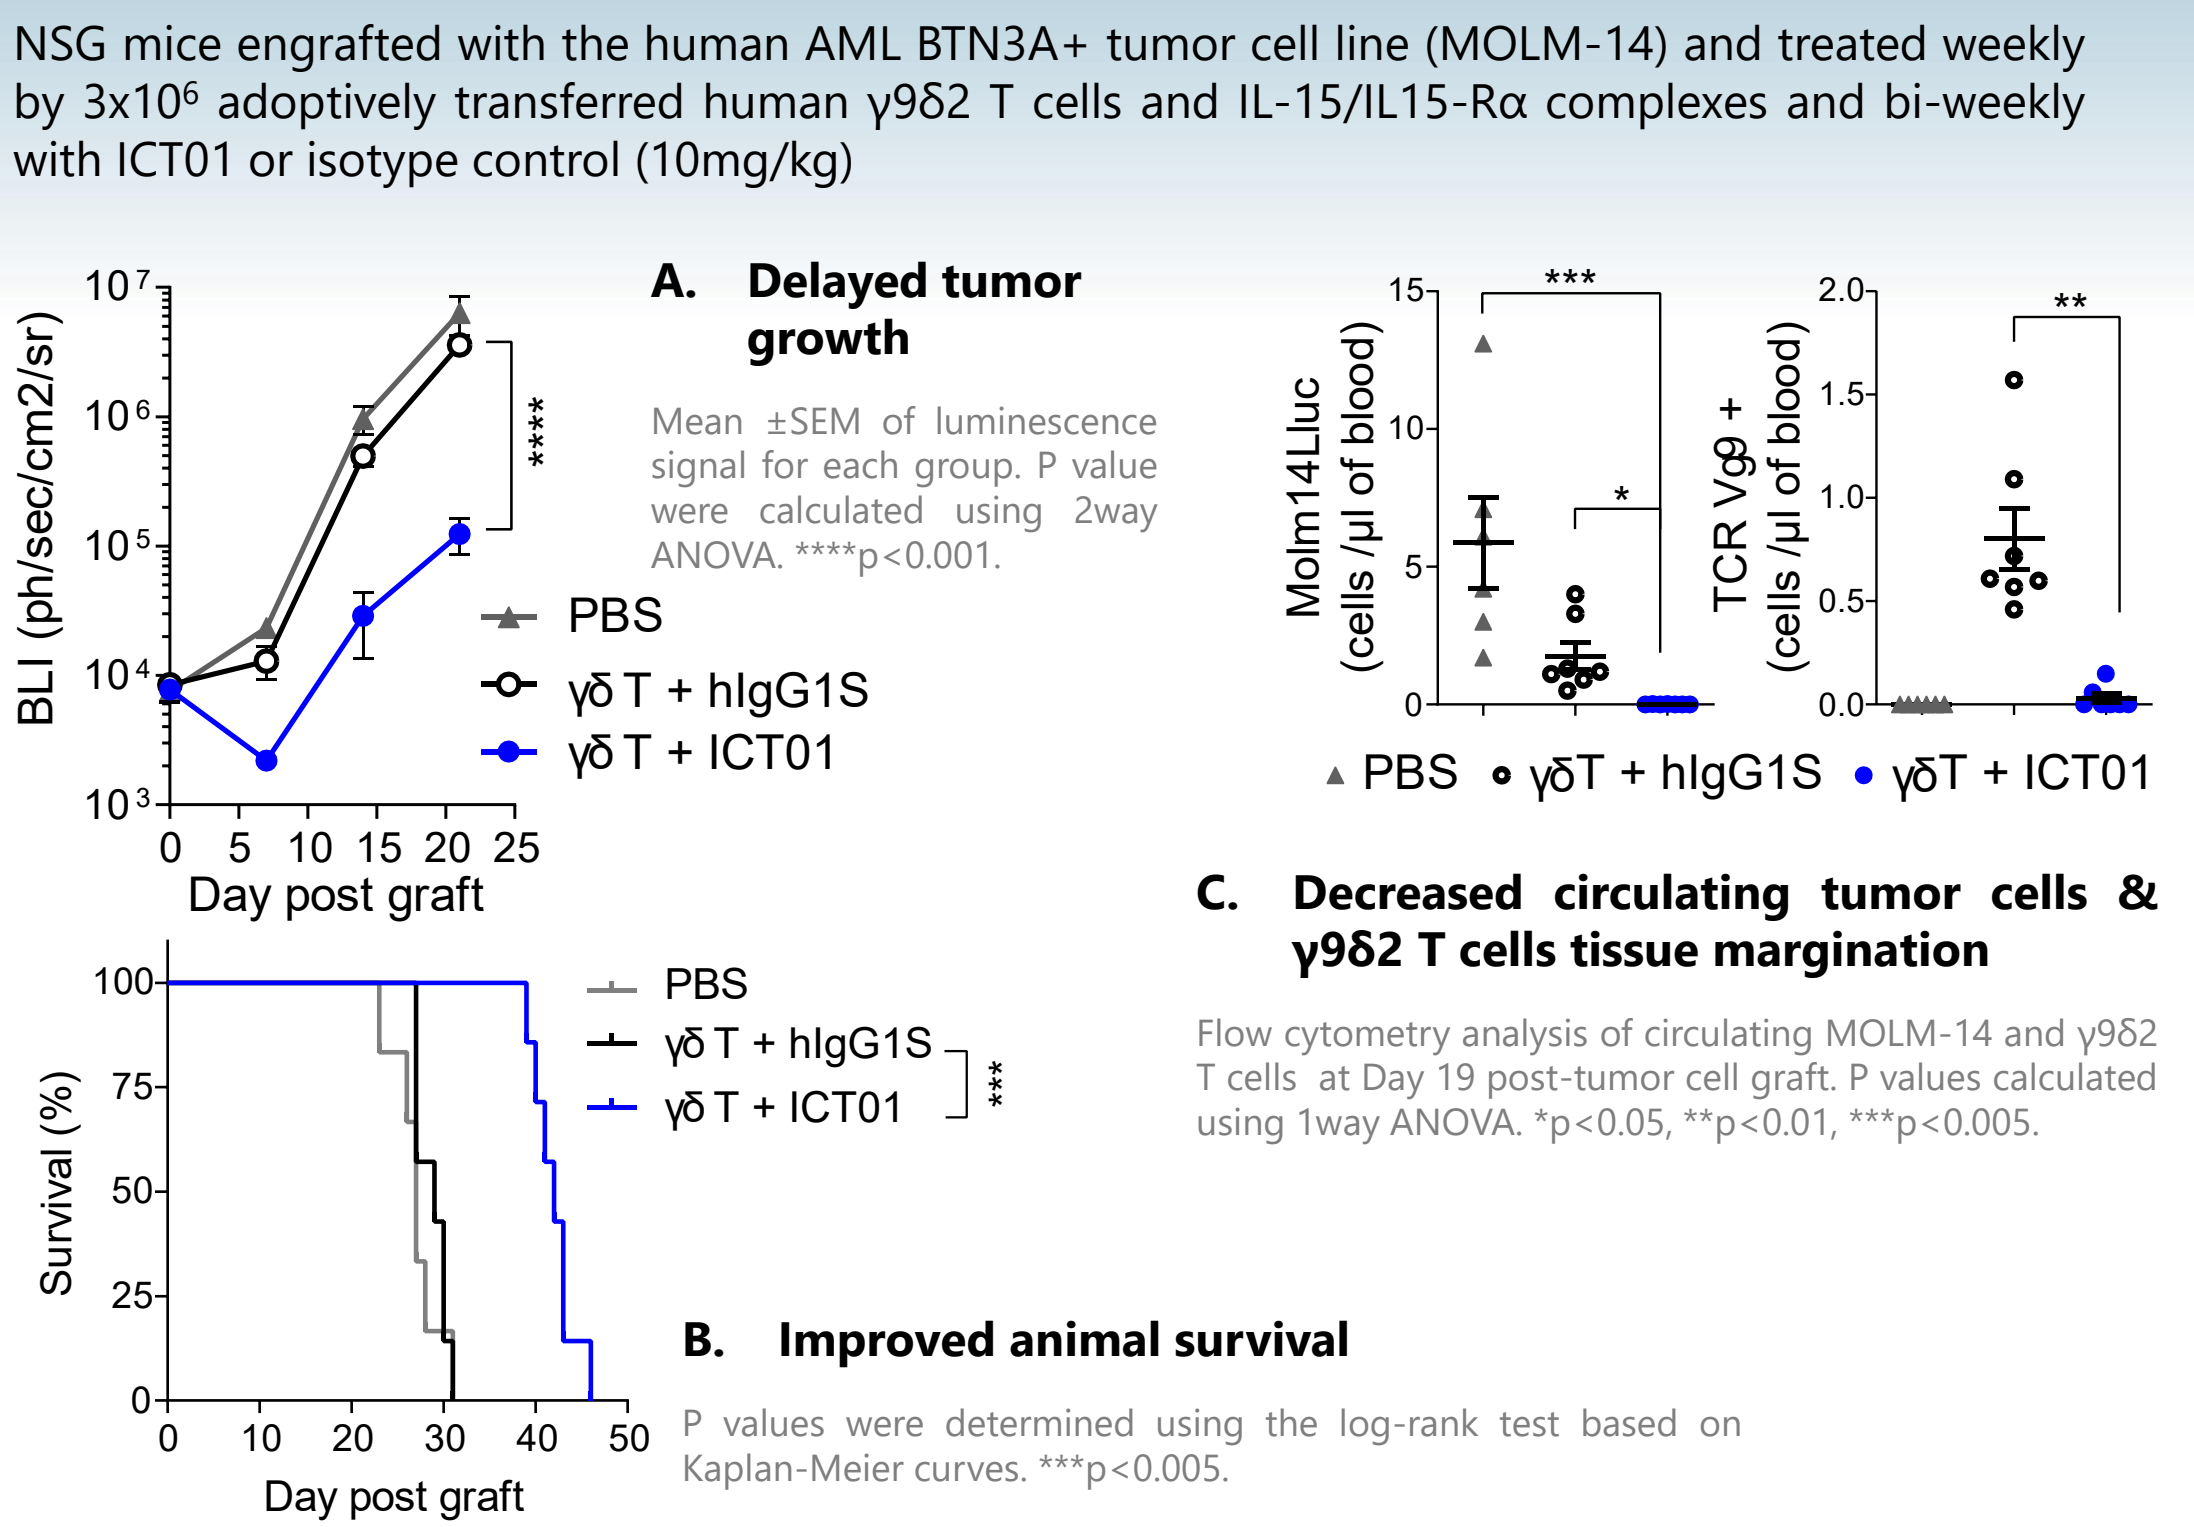 NSG mice engrafted with the human AML BTN3A+ tumor cell line (MOLM-14) and treated weekly
by 3x10⁶ adoptively transferred human γ9δ2 T cells and IL-15/IL15-Rα complexes and bi-weekly
with ICT01 or isotype control (10mg/kg)
BLI (ph/sec/cm2/sr)
10⁷
10⁶
10⁵
10⁴
10³
0 5 10 15 20 25
Day post graft
****
PBS
γδ T + hIgG1S
γδ T + ICT01
A. Delayed tumor
growth
Mean ±SEM of luminescence
signal for each group. P value
were calculated using 2way
ANOVA. ****p<0.001.
Molm14Lluc
(cells /µl of blood)
15
10
5
0
***
*
TCR Vg9 +
(cells /µl of blood)
2.0
1.5
1.0
0.5
0.0
**
PBS γδT + hIgG1S γδT + ICT01
C. Decreased circulating tumor cells &
γ9δ2 T cells tissue margination
Flow cytometry analysis of circulating MOLM-14 and γ9δ2
T cells at Day 19 post-tumor cell graft. P values calculated
using 1way ANOVA. *p<0.05, **p<0.01, ***p<0.005.
Survival (%)
100
75
50
25
0
0 10 20 30 40 50
Day post graft
PBS
γδ T + hIgG1S
γδ T + ICT01
***
B. Improved animal survival
P values were determined using the log-rank test based on
Kaplan-Meier curves. ***p<0.005.